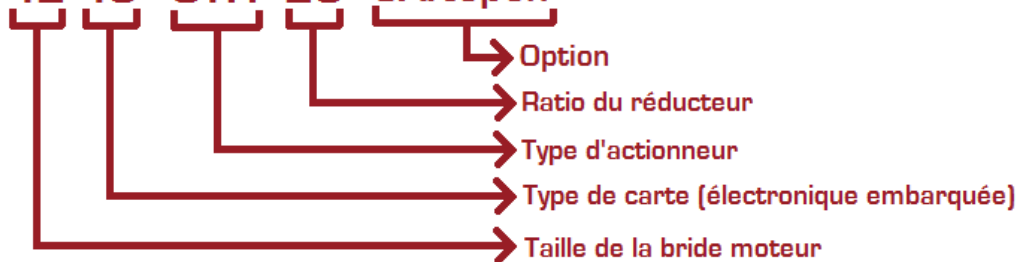 Option
Ratio du réducteur
Type d'actionneur
Type de carte (électronique embarquée)
Taille de la bride moteur